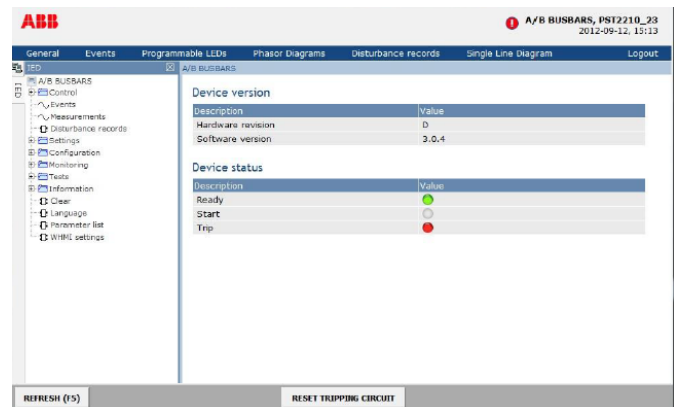 ABB
A/B BUSBARS, PST2210_23
2012-09-12, 15:13
General Events Programmable LEDs Phasor Diagrams Disturbance records Single Line Diagram Logout
IED
A/B BUSBARS
IED
A/B BUSBARS
Control
Events
Measurements
Disturbance records
Settings
Configuration
Monitoring
Tests
Information
Clear
Language
Parameter list
WHMI settings
Device version
Description Value
Hardware revision D
Software version 3.0.4
Device status
Description Value
Ready
Start
Trip
REFRESH (F5) RESET TRIPPING CIRCUIT